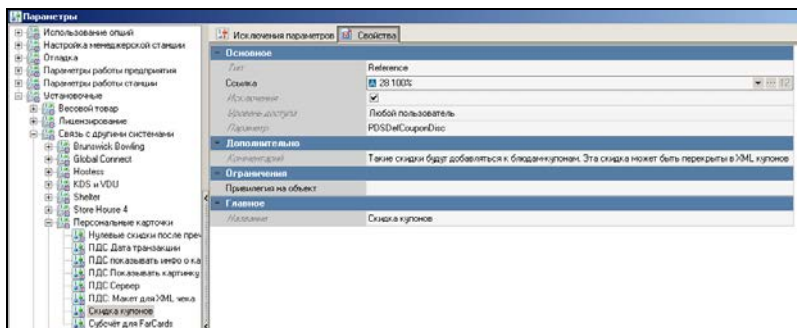 Параметры
Использование опций
Настройка менеджерской станции
Отладка
Параметры работы предприятия
Параметры работы станции
Установочные
Весовой товар
Лицензирование
Связь с другими системами
Brunswick Bowling
Global Connect
Hostess
KDS и VDU
Shelter
Store House 4
Персональные карточки
Нулевые скидки после преч
ПДС Дата транзакции
ПДС показывать инфо о ка
ПДС Показывать картинку
ПДС Сервер
ПДС: Макет для XML чека
Скидка купонов
Субсчёт для FarCards
Исключения параметров Свойства
Основное
Тип Reference
Ссылка 28 100%
Исключения
Уровень доступа Любой пользователь
Параметр PDSDefCouponDisc
Дополнительно
Комментарий Такие скидки будут добавляться к блюдам-купонам. Эта скидка может быть перекрыты в XML купонов
Ограничения
Привилегия на объект
Главное
Название Скидка купонов